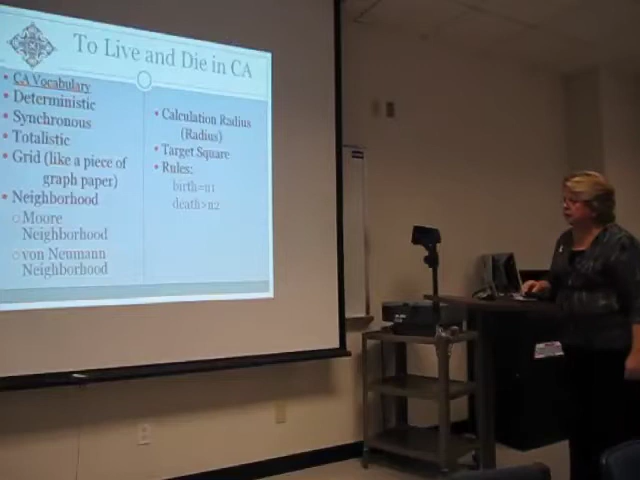 To Live and Die in CA
• CA Vocabulary
• Deterministic
• Synchronous
• Totalistic
• Grid (like a piece of
graph paper)
• Neighborhood
○ Moore
Neighborhood
○ von Neumann
Neighborhood
• Calculation Radius
(Radius)
• Target Square
• Rules:
birth=n1
death>n2